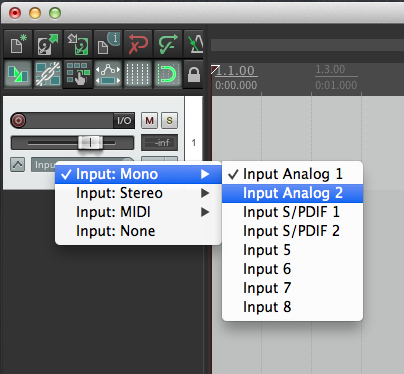 1.1.00
0:00.000
1.3.00
0:01.000
I/O
M
S
-inf
1
Input
Input: Mono
Input: Stereo
Input: MIDI
Input: None
Input Analog 1
Input Analog 2
Input S/PDIF 1
Input S/PDIF 2
Input 5
Input 6
Input 7
Input 8